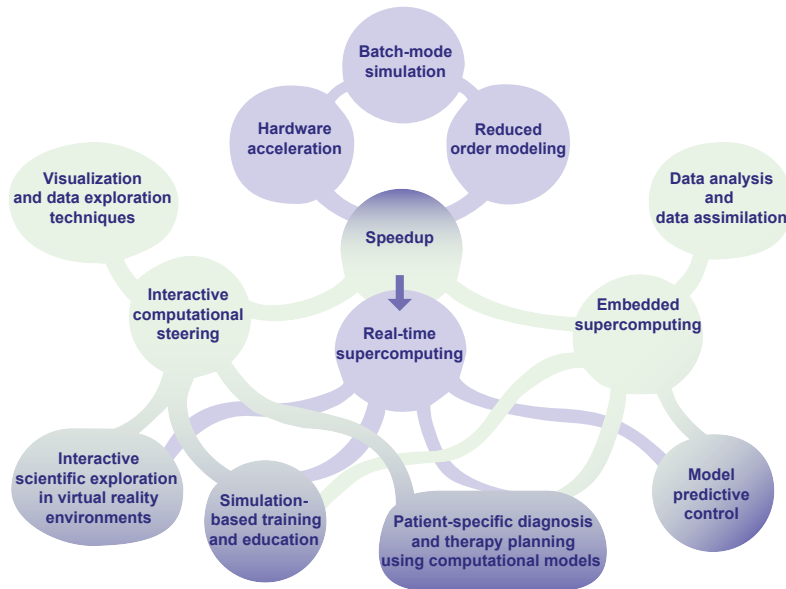 Batch-mode
simulation
Hardware
acceleration
Reduced
order modeling
Visualization
and data exploration
techniques
Data analysis
and
data assimilation
Speedup
Interactive
computational
steering
Embedded
supercomputing
Real-time
supercomputing
Interactive
scientific exploration
in virtual reality
environments
Simulation-
based training
and education
Patient-specific diagnosis
and therapy planning
using computational models
Model
predictive
control